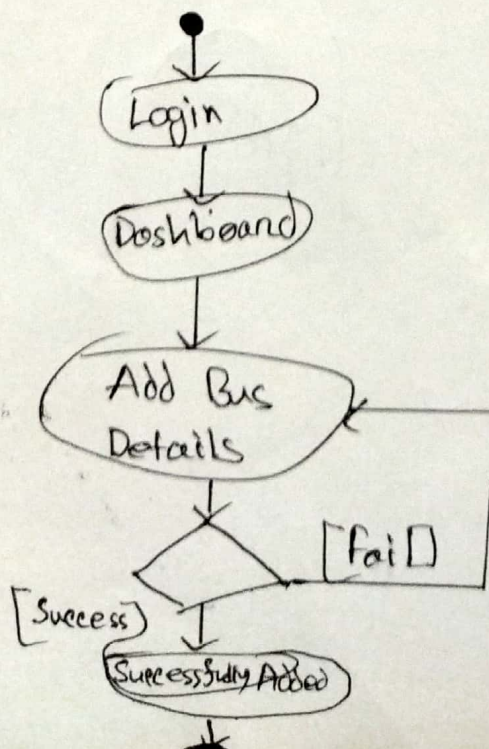 Login
Dashboard
Add Bus
Details
[Fail]
[Success]
Successfully Added